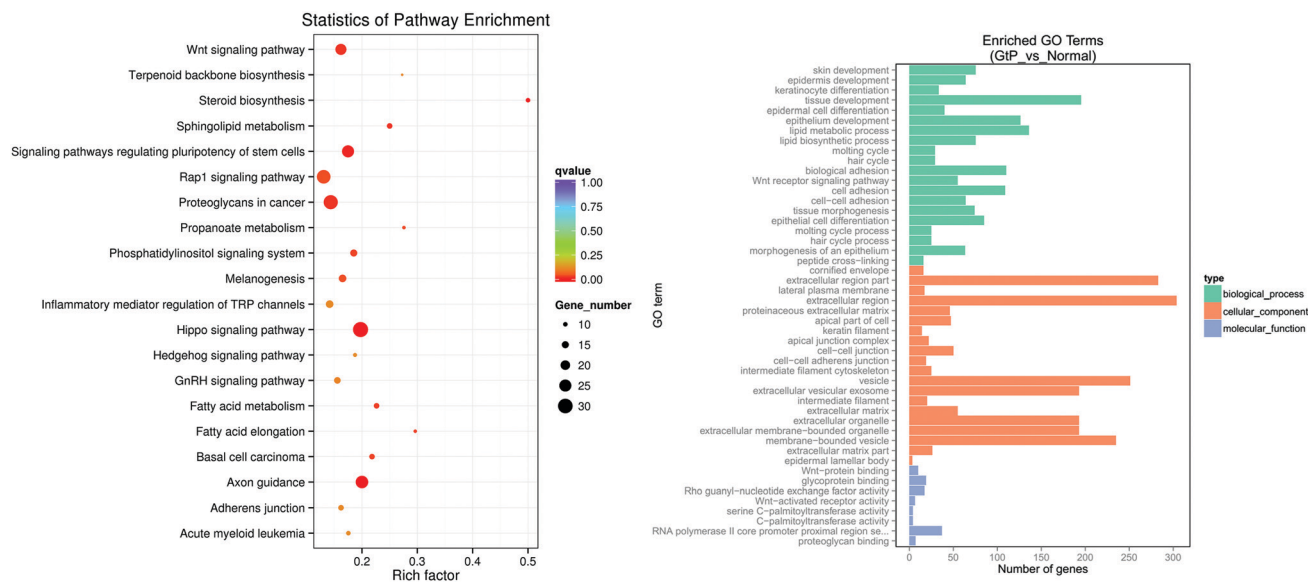 Statistics of Pathway Enrichment
Wnt signaling pathway
Terpenoid backbone biosynthesis
Steroid biosynthesis
Sphingolipid metabolism
Signaling pathways regulating pluripotency of stem cells
Rap1 signaling pathway
Proteoglycans in cancer
Propanoate metabolism
Phosphatidylinositol signaling system
Melanogenesis
Inflammatory mediator regulation of TRP channels
Hippo signaling pathway
Hedgehog signaling pathway
GnRH signaling pathway
Fatty acid metabolism
Fatty acid elongation
Basal cell carcinoma
Axon guidance
Adherens junction
Acute myeloid leukemia
0.2 0.3 0.4 0.5
Rich factor
qvalue
1.00
0.75
0.50
0.25
0.00
Gene_number
10
15
20
25
30
Enriched GO Terms
(GtP_vs_Normal)
GO term
skin development
epidermis development
keratinocyte differentiation
tissue development
epidermal cell differentiation
epithelium development
lipid metabolic process
lipid biosynthetic process
molting cycle
hair cycle
biological adhesion
Wnt receptor signaling pathway
cell adhesion
cell−cell adhesion
tissue morphogenesis
epithelial cell differentiation
molting cycle process
hair cycle process
morphogenesis of an epithelium
peptide cross−linking
cornified envelope
extracellular region part
lateral plasma membrane
extracellular region
proteinaceous extracellular matrix
apical part of cell
keratin filament
apical junction complex
cell−cell junction
cell−cell adherens junction
intermediate filament cytoskeleton
vesicle
extracellular vesicular exosome
intermediate filament
extracellular matrix
extracellular organelle
extracellular membrane−bounded organelle
membrane−bounded vesicle
extracellular matrix part
epidermal lamellar body
Wnt−protein binding
glycoprotein binding
Rho guanyl−nucleotide exchange factor activity
Wnt−activated receptor activity
serine C−palmitoyltransferase activity
C−palmitoyltransferase activity
RNA polymerase II core promoter proximal region se...
proteoglycan binding
0 50 100 150 200 250 300
Number of genes
type
biological_process
cellular_component
molecular_function